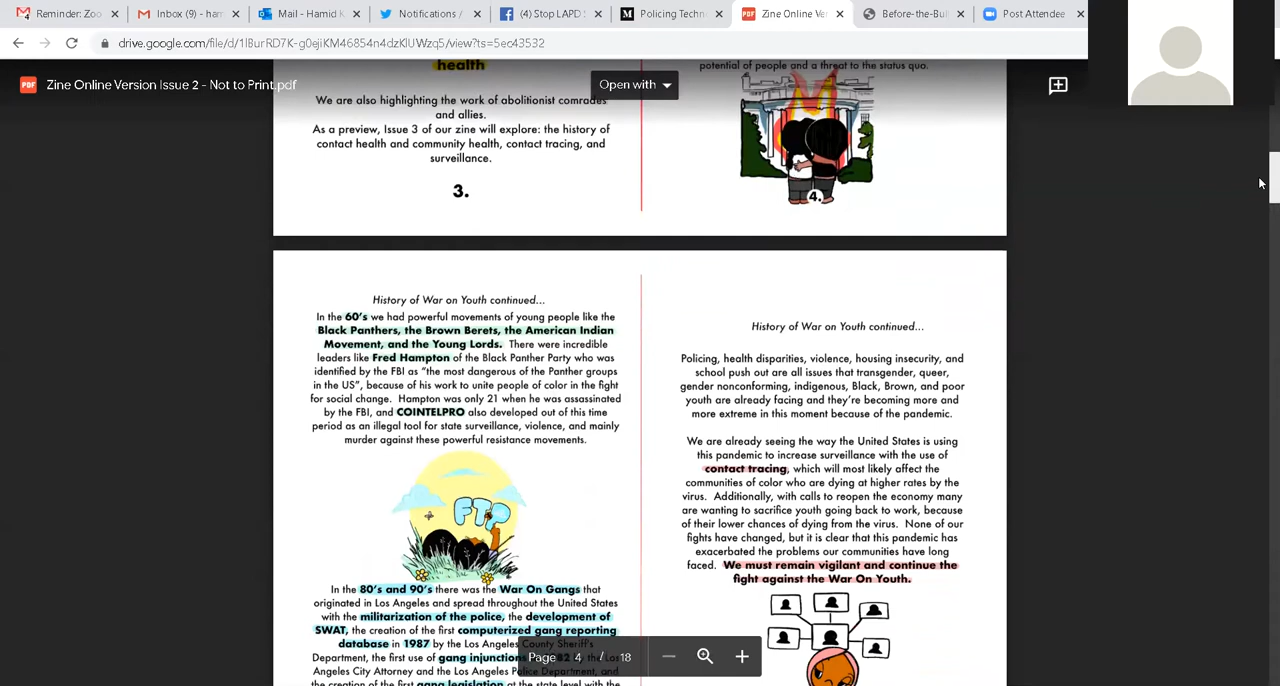 Reminder: Zoo
Inbox (9) - ham
Mail - Hamid K
Notifications /
(4) Stop LAPD S
Policing Techn
Zine Online Ver
Before-the-Bul
Post Attendee
drive.google.com/file/d/1lBurRD7K-g0ejiKM46854n4dzKlUWzq5/view?ts=5ec43532
Zine Online Version Issue 2 - Not to Print.pdf
Open with
health
We are also highlighting the work of abolitionist comrades
and allies.
As a preview, Issue 3 of our zine will explore: the history of
contact health and community health, contact tracing, and
surveillance.
3.
potential of people and a threat to the status quo.
4.
History of War on Youth continued...
In the 60's we had powerful movements of young people like the
Black Panthers, the Brown Berets, the American Indian
Movement, and the Young Lords. There were incredible
leaders like Fred Hampton of the Black Panther Party who was
identified by the FBI as "the most dangerous of the Panther groups
in the US", because of his work to unite people of color in the fight
for social change. Hampton was only 21 when he was assassinated
by the FBI, and COINTELPRO also developed out of this time
period as an illegal tool for state surveillance, violence, and mainly
murder against these powerful resistance movements.
FTP
In the 80's and 90's there was the War On Gangs that
originated in Los Angeles and spread throughout the United States
with the militarization of the police, the development of
SWAT, the creation of the first computerized gang reporting
database in 1987 by the Los Angeles County Sheriff's
Department, the first use of gang injunctions 82 by the Los
Angeles City Attorney and the Los Angeles Police Department, and
the creation of the first gang legislation at the state level with the
History of War on Youth continued...
Policing, health disparities, violence, housing insecurity, and
school push out are all issues that transgender, queer,
gender nonconforming, indigenous, Black, Brown, and poor
youth are already facing and they're becoming more and
more extreme in this moment because of the pandemic.
We are already seeing the way the United States is using
this pandemic to increase surveillance with the use of
contact tracing, which will most likely affect the
communities of color who are dying at higher rates by the
virus. Additionally, with calls to reopen the economy many
are wanting to sacrifice youth going back to work, because
of their lower chances of dying from the virus. None of our
fights have changed, but it is clear that this pandemic has
exacerbated the problems our communities have long
faced. We must remain vigilant and continue the
fight against the War On Youth.
Page 4 / 18